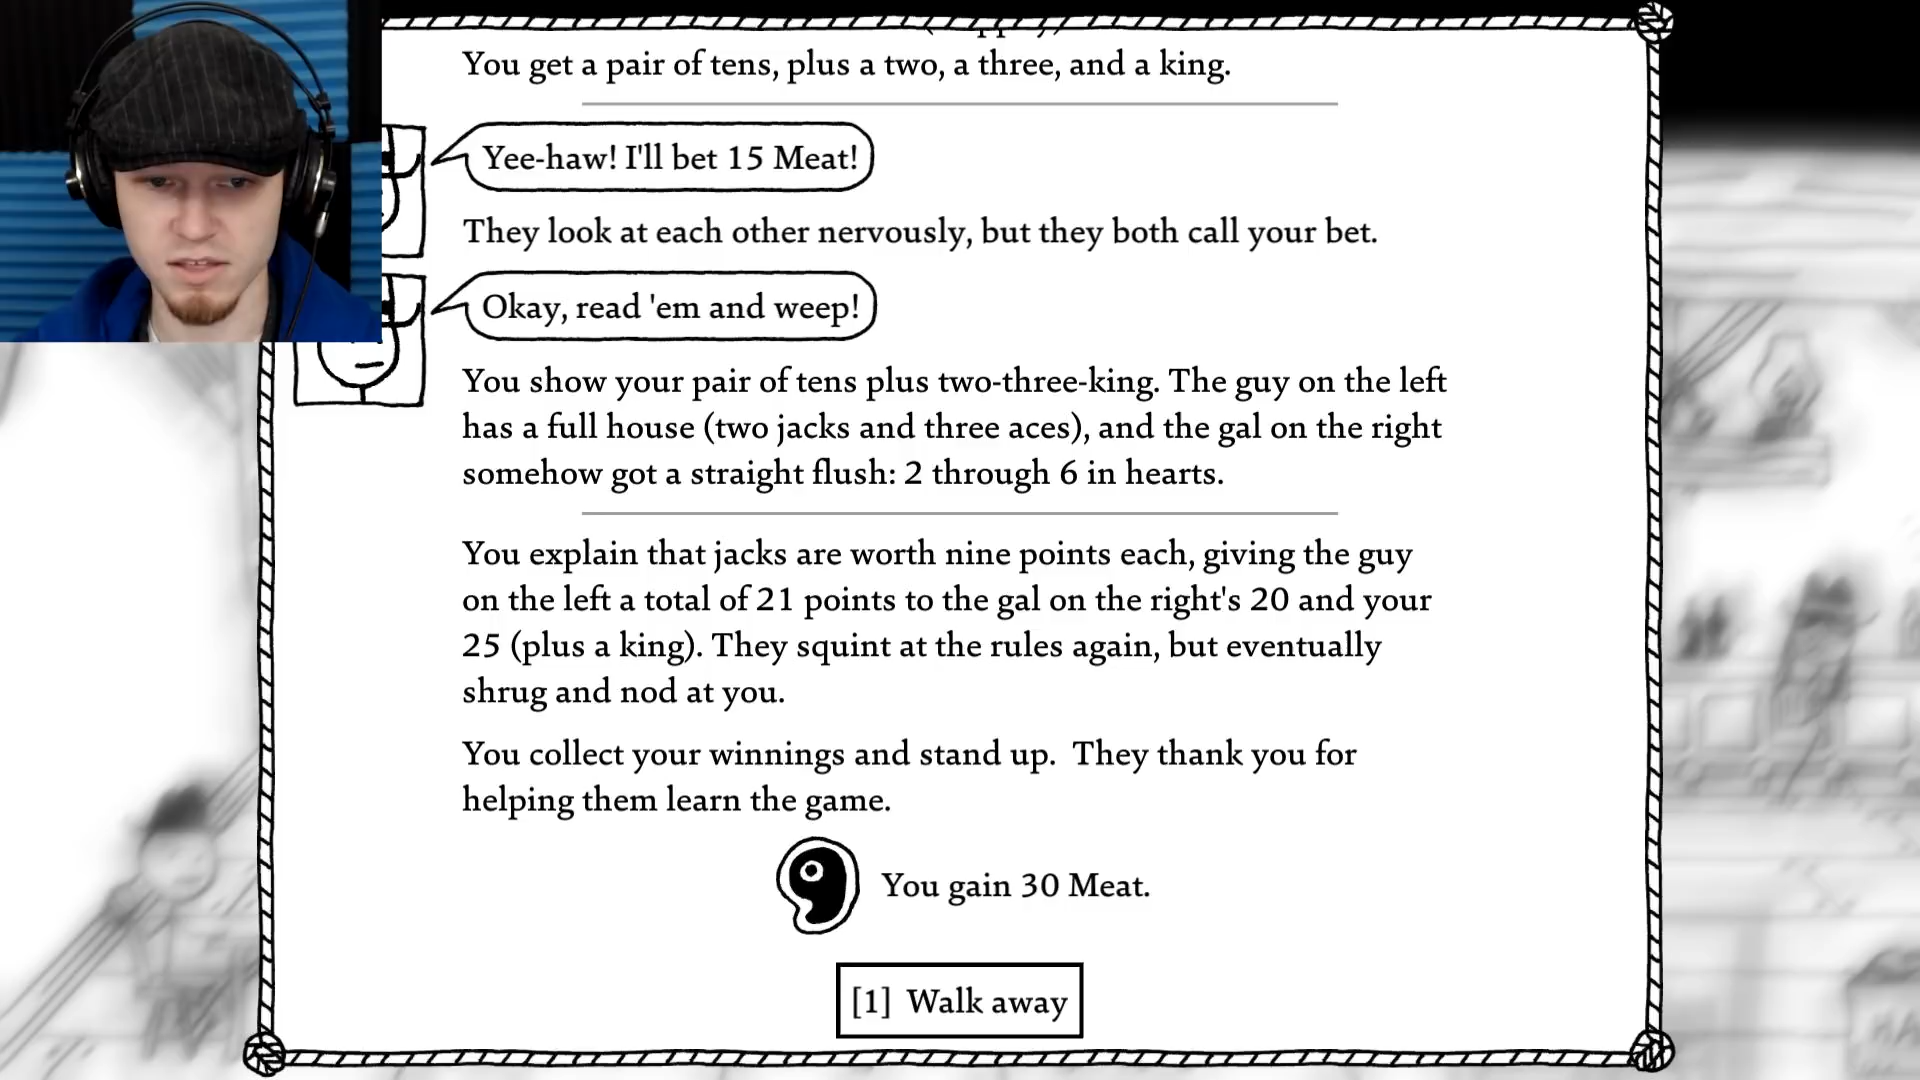 You get a pair of tens, plus a two, a three, and a king.
Yee-haw! I'll bet 15 Meat!
They look at each other nervously, but they both call your bet.
Okay, read 'em and weep!
You show your pair of tens plus two-three-king. The guy on the left
has a full house (two jacks and three aces), and the gal on the right
somehow got a straight flush: 2 through 6 in hearts.
You explain that jacks are worth nine points each, giving the guy
on the left a total of 21 points to the gal on the right's 20 and your
25 (plus a king). They squint at the rules again, but eventually
shrug and nod at you.
You collect your winnings and stand up.  They thank you for
helping them learn the game.
You gain 30 Meat.
[1] Walk away